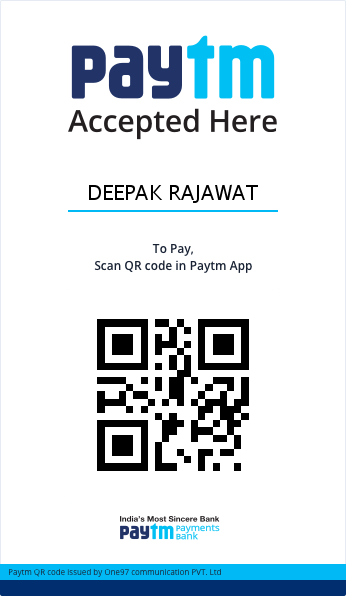 paytm
Accepted Here
DEEPAK RAJAWAT
To Pay,
Scan QR code in Paytm App
India's Most Sincere Bank
paytm payments bank
Paytm QR code issued by One97 communication PVT. Ltd